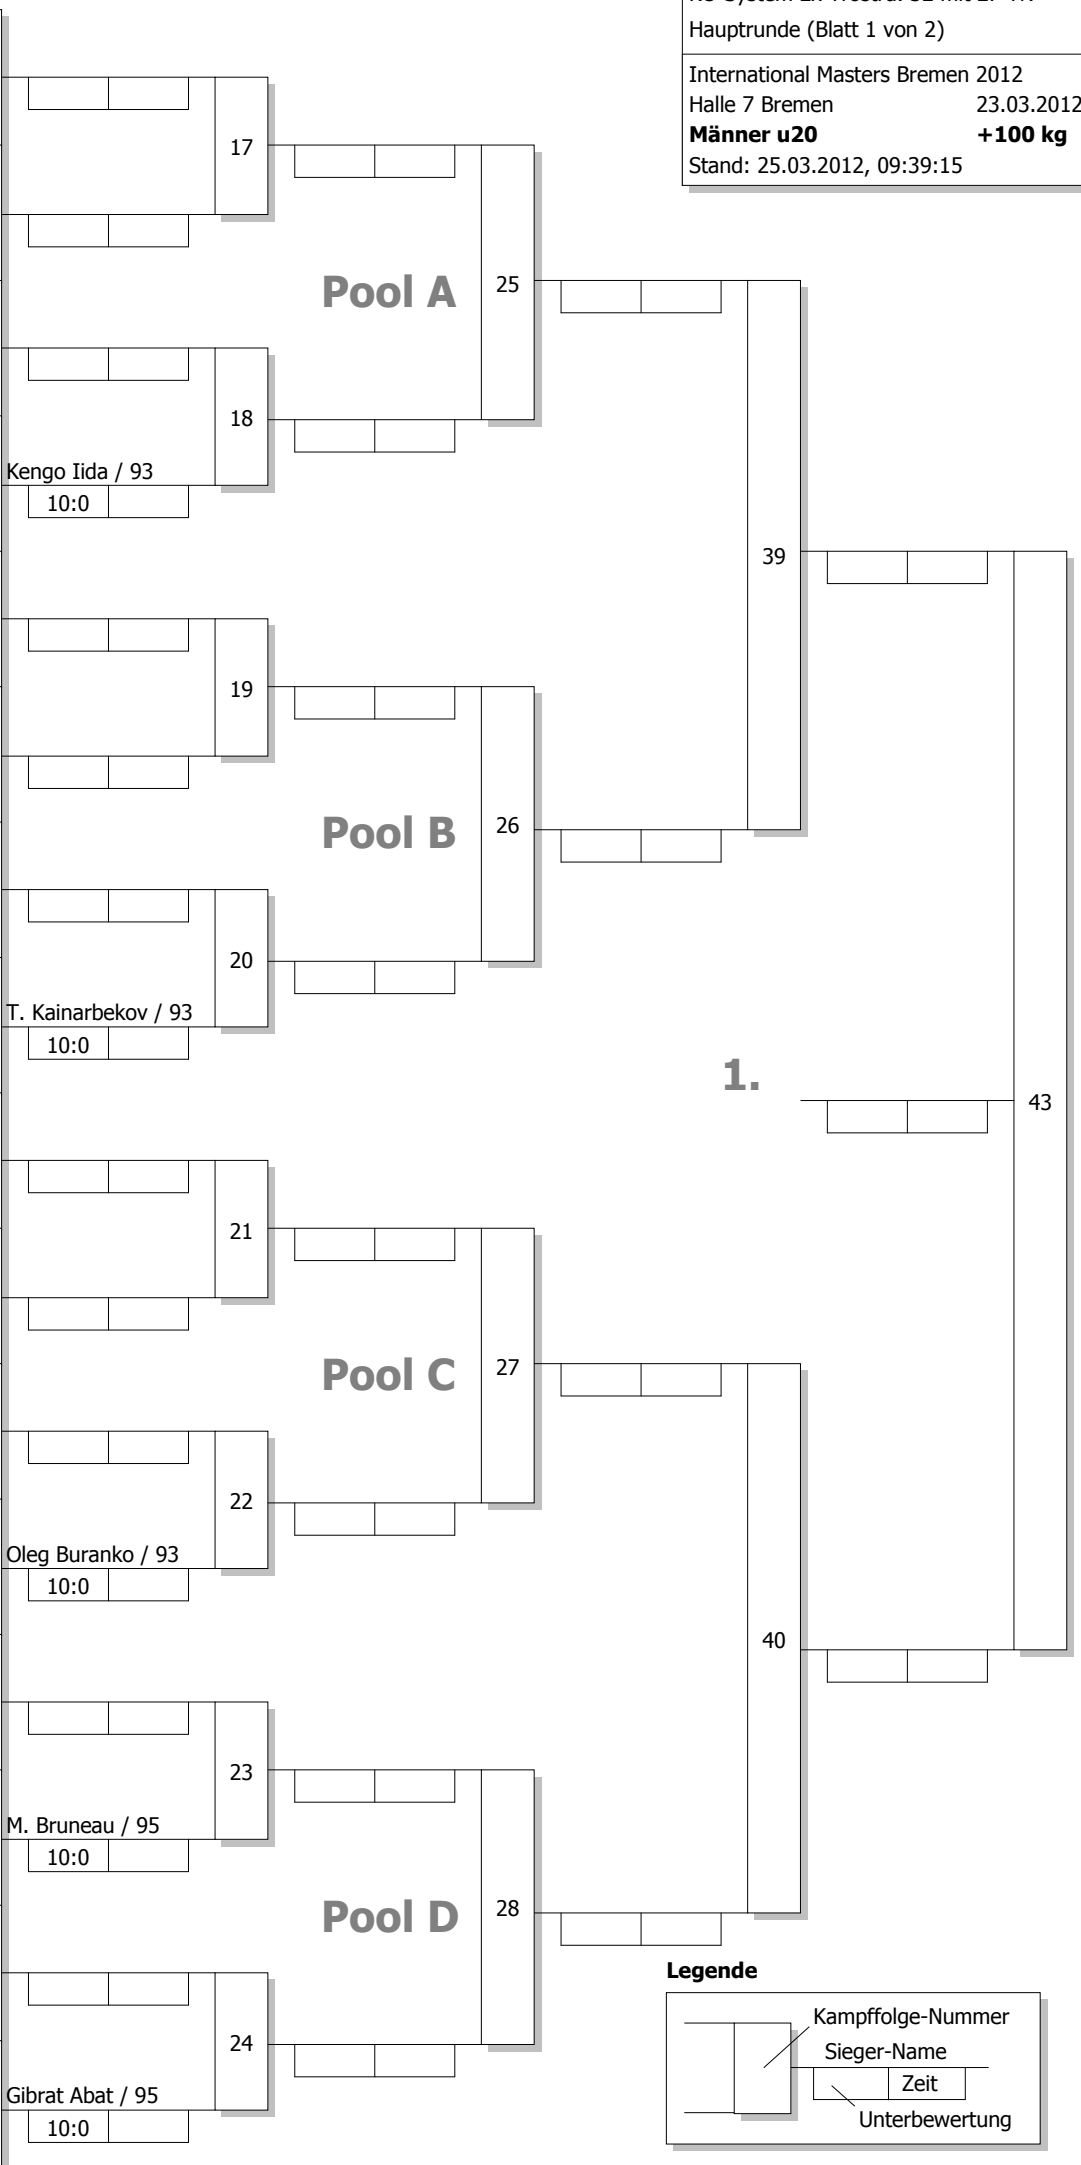 Hauptrunde (Blatt 1 von 2)
International Masters Bremen 2012
Halle 7 Bremen 23.03.2012
Männer u20 +100 kg
Stand: 25.03.2012, 09:39:15
17
Pool A
25
18
Kengo Iida / 93
10:0
39
19
Pool B
26
20
T. Kainarbekov / 93
10:0
1.
43
21
Pool C
27
22
Oleg Buranko / 93
10:0
40
23
M. Bruneau / 95
10:0
Pool D
28
24
Gibrat Abat / 95
10:0
Legende
Kampffolge-Nummer
Sieger-Name
Zeit
Unterbewertung